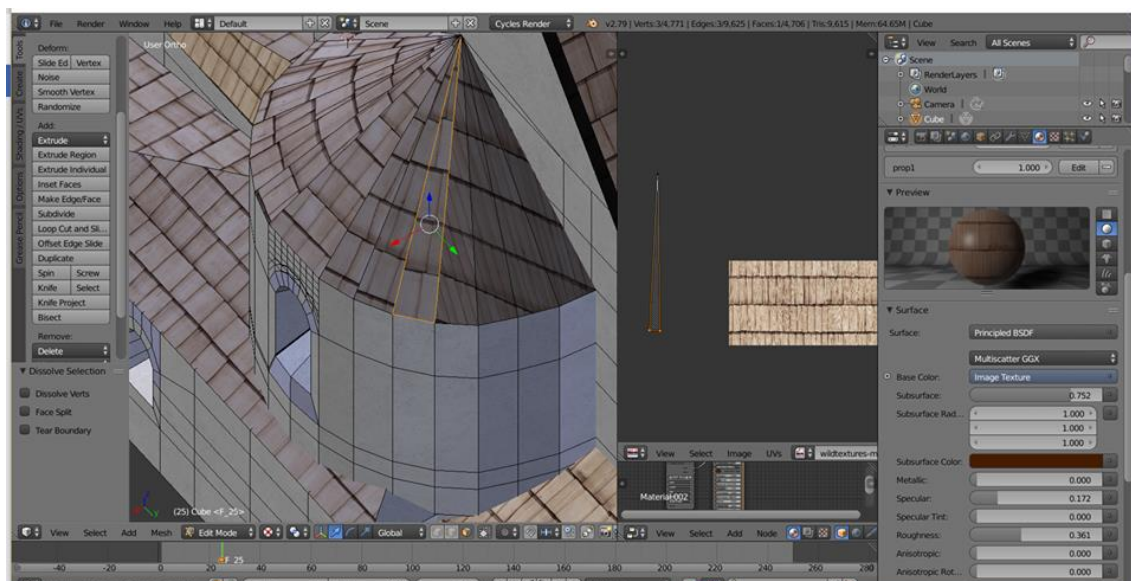 File Render Window Help Default Scene Cycles Render v2.79 | Verts:3/4,771 | Edges:3/9,625 | Faces:1/4,706 | Tris:9,615 | Mem:64.65M | Cube
Tools
Create
Shading / UVs
Options
Grease Pencil
Deform:
Slide Ed Vertex
Noise
Smooth Vertex
Randomize
Add:
Extrude
Extrude Region
Extrude Individual
Inset Faces
Make Edge/Face
Subdivide
Loop Cut and Sli...
Offset Edge Slide
Duplicate
Spin Screw
Knife Select
Knife Project
Bisect
Remove:
Delete
Dissolve Selection
Dissolve Verts
Face Split
Tear Boundary
User Ortho
(25) Cube <F_25>
View Select Add Mesh Edit Mode Global
View Select Image UVs wildtextures-m
Material.002
View Select Add Node
F_25
-40 -20 0 20 40 60 80 100 120 140 160 180 200 220 240 260 280
View Search All Scenes
Scene
RenderLayers
World
Camera
Cube
prop1 1.000 Edit
Preview
Surface
Surface: Principled BSDF
Multiscatter GGX
Base Color: Image Texture
Subsurface: 0.752
Subsurface Rad... 1.000
1.000
1.000
Subsurface Color:
Metallic: 0.000
Specular: 0.172
Specular Tint: 0.000
Roughness: 0.361
Anisotropic: 0.000
Anisotropic Rot... 0.000